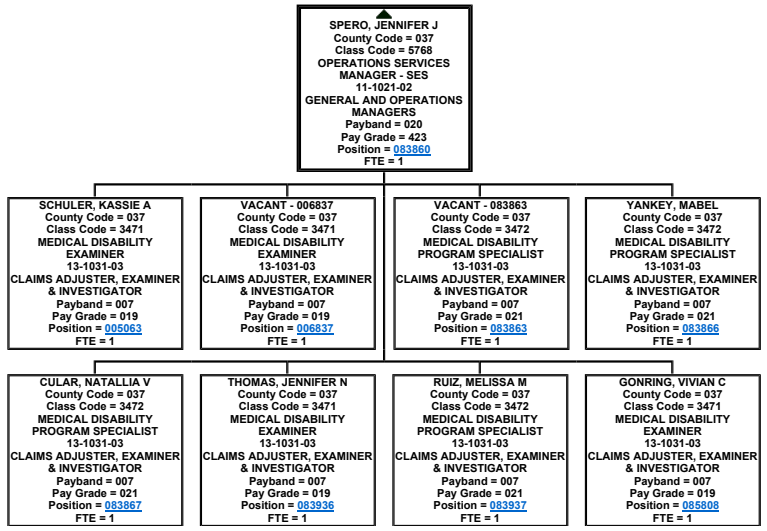 SPERO, JENNIFER J
County Code = 037
Class Code = 5768
OPERATIONS SERVICES
MANAGER - SES
11-1021-02
GENERAL AND OPERATIONS
MANAGERS
Payband = 020
Pay Grade = 423
Position = 083860
FTE = 1
SCHULER, KASSIE A
County Code = 037
Class Code = 3471
MEDICAL DISABILITY
EXAMINER
13-1031-03
CLAIMS ADJUSTER, EXAMINER
& INVESTIGATOR
Payband = 007
Pay Grade = 019
Position = 005063
FTE = 1
VACANT - 006837
County Code = 037
Class Code = 3471
MEDICAL DISABILITY
EXAMINER
13-1031-03
CLAIMS ADJUSTER, EXAMINER
& INVESTIGATOR
Payband = 007
Pay Grade = 019
Position = 006837
FTE = 1
VACANT - 083863
County Code = 037
Class Code = 3472
MEDICAL DISABILITY
PROGRAM SPECIALIST
13-1031-03
CLAIMS ADJUSTER, EXAMINER
& INVESTIGATOR
Payband = 007
Pay Grade = 021
Position = 083863
FTE = 1
YANKEY, MABEL
County Code = 037
Class Code = 3472
MEDICAL DISABILITY
PROGRAM SPECIALIST
13-1031-03
CLAIMS ADJUSTER, EXAMINER
& INVESTIGATOR
Payband = 007
Pay Grade = 021
Position = 083866
FTE = 1
CULAR, NATALLIA V
County Code = 037
Class Code = 3472
MEDICAL DISABILITY
PROGRAM SPECIALIST
13-1031-03
CLAIMS ADJUSTER, EXAMINER
& INVESTIGATOR
Payband = 007
Pay Grade = 021
Position = 083867
FTE = 1
THOMAS, JENNIFER N
County Code = 037
Class Code = 3471
MEDICAL DISABILITY
EXAMINER
13-1031-03
CLAIMS ADJUSTER, EXAMINER
& INVESTIGATOR
Payband = 007
Pay Grade = 019
Position = 083936
FTE = 1
RUIZ, MELISSA M
County Code = 037
Class Code = 3472
MEDICAL DISABILITY
PROGRAM SPECIALIST
13-1031-03
CLAIMS ADJUSTER, EXAMINER
& INVESTIGATOR
Payband = 007
Pay Grade = 021
Position = 083937
FTE = 1
GONRING, VIVIAN C
County Code = 037
Class Code = 3471
MEDICAL DISABILITY
EXAMINER
13-1031-03
CLAIMS ADJUSTER, EXAMINER
& INVESTIGATOR
Payband = 007
Pay Grade = 019
Position = 085808
FTE = 1